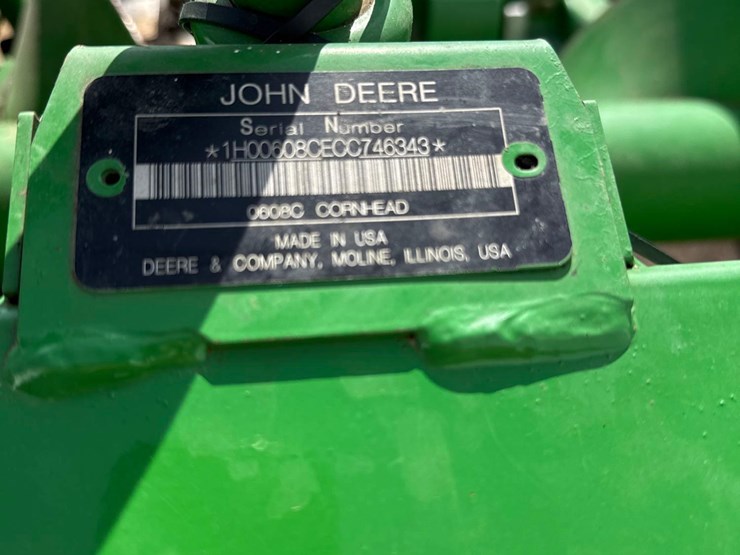 JOHN DEERE
Serial Number
*1H00608CECC746343*
0608C CORNHEAD
MADE IN USA
DEERE & COMPANY, MOLINE, ILLINOIS, USA